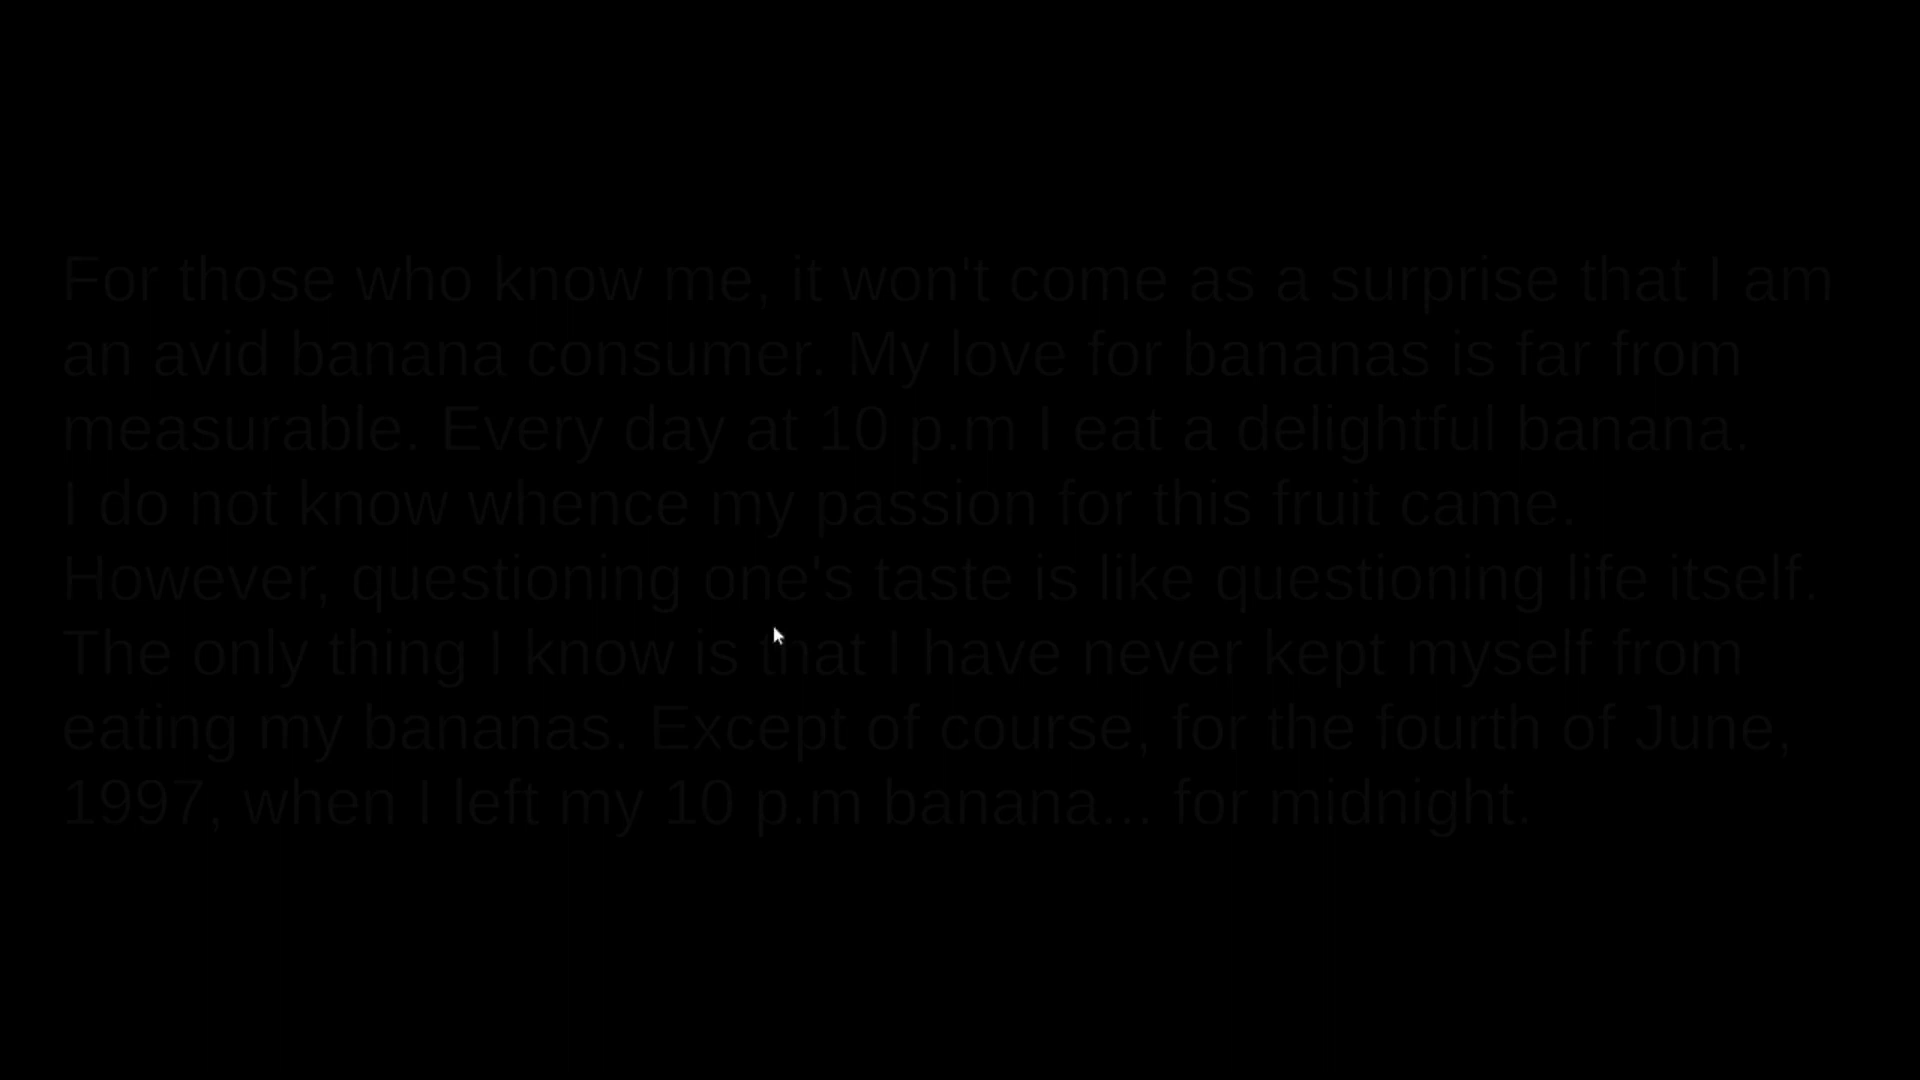 For those who know me, it won't come as a surprise that I am
an avid banana consumer. My love for bananas is far from
measurable. Every day at 10 p.m I eat a delightful banana.
I do not know whence my passion for this fruit came.
However, questioning one's taste is like questioning life itself.
The only thing I know is that I have never kept myself from
eating my bananas. Except of course, for the fourth of June,
1997, when I left my 10 p.m banana... for midnight.